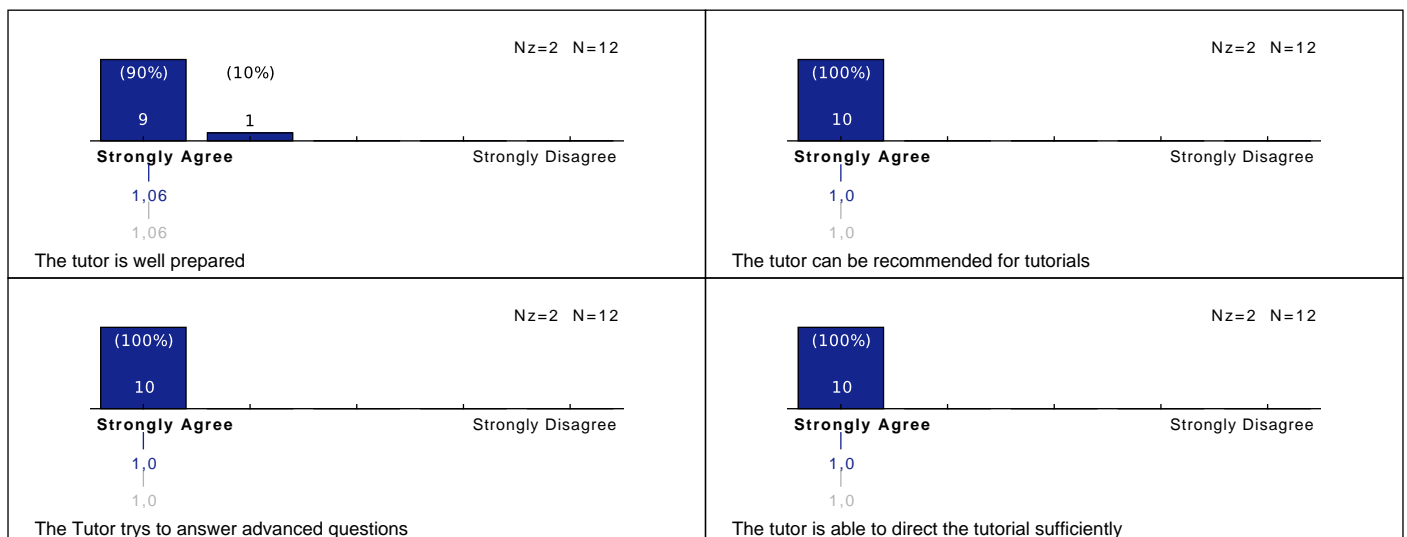 Nz=2 N=12
(90%) (10%)
9 1
Strongly Agree Strongly Disagree
1,06
1,06
The tutor is well prepared
Nz=2 N=12
(100%)
10
Strongly Agree Strongly Disagree
1,0
1,0
The tutor can be recommended for tutorials
Nz=2 N=12
(100%)
10
Strongly Agree Strongly Disagree
1,0
1,0
The Tutor trys to answer advanced questions
Nz=2 N=12
(100%)
10
Strongly Agree Strongly Disagree
1,0
1,0
The tutor is able to direct the tutorial sufficiently